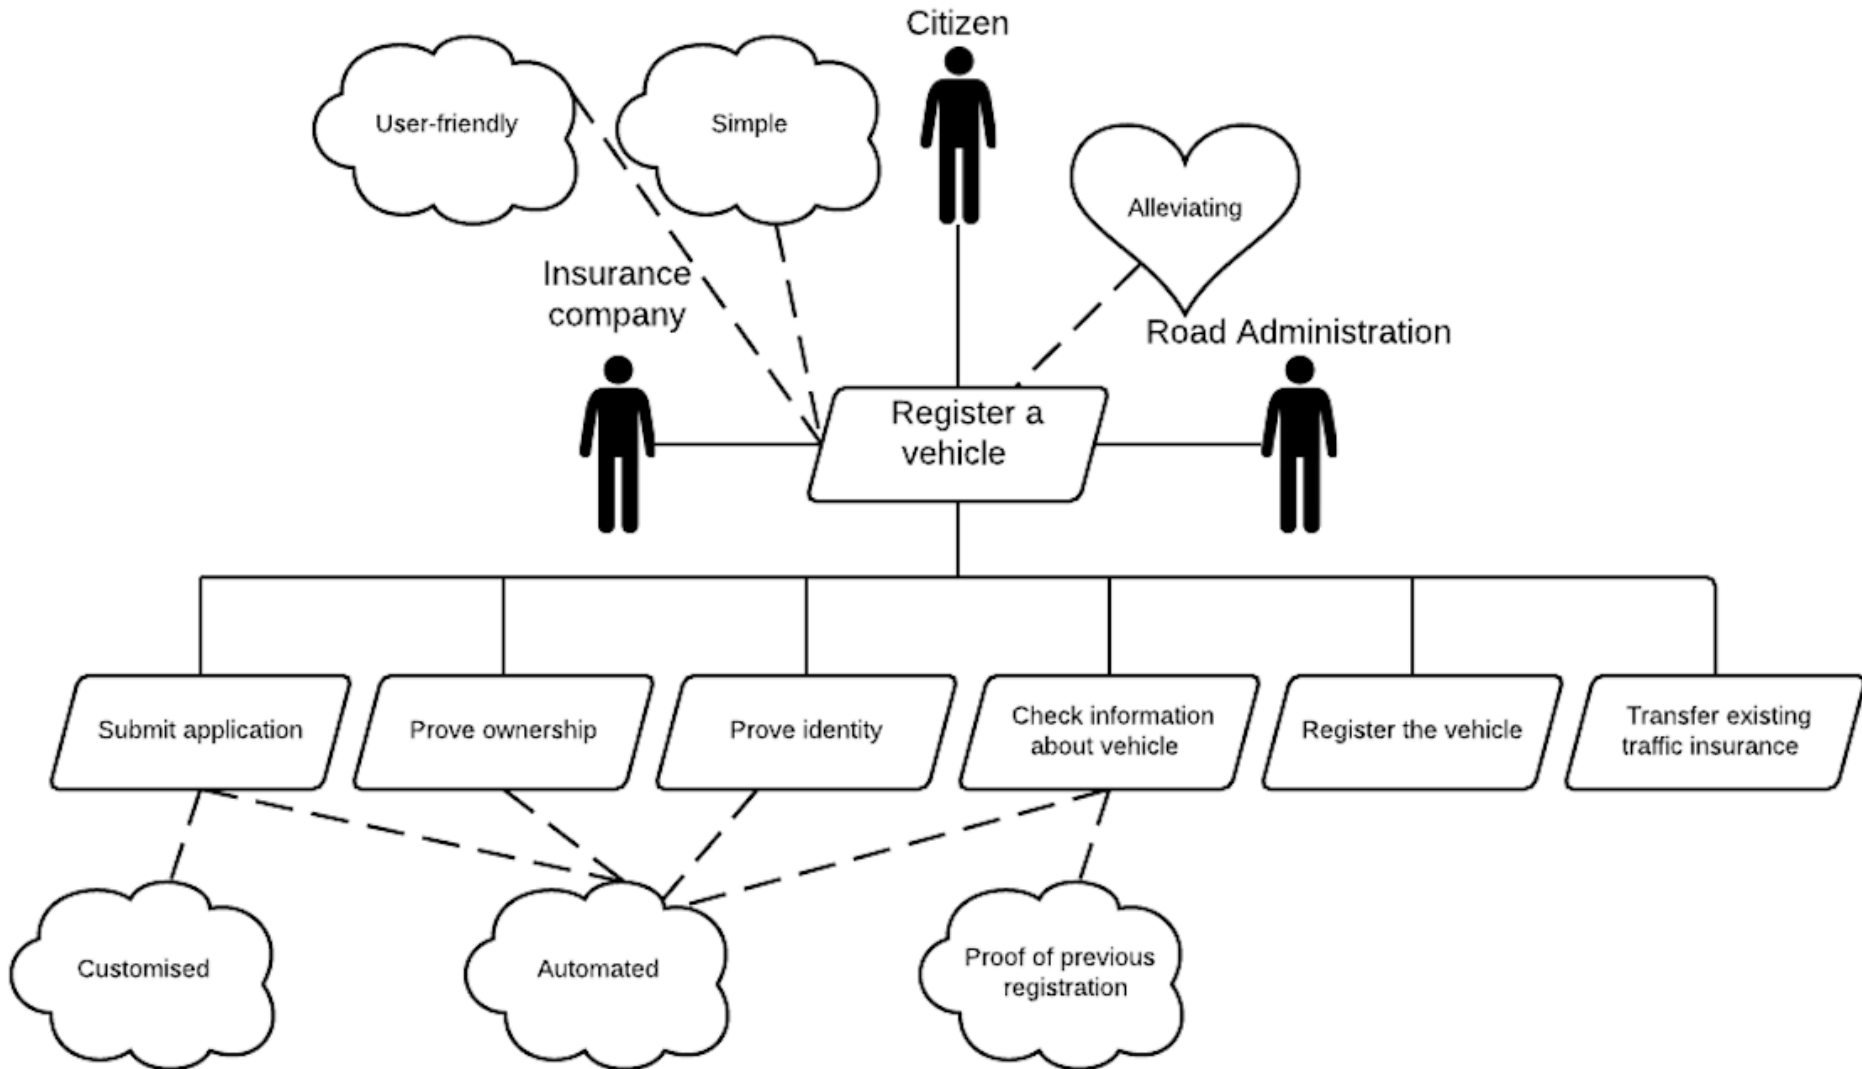 Citizen
User-friendly
Simple
Alleviating
Insurance
company
Road Administration
Register a
vehicle
Submit application
Prove ownership
Prove identity
Check information
about vehicle
Register the vehicle
Transfer existing
traffic insurance
Customised
Automated
Proof of previous
registration